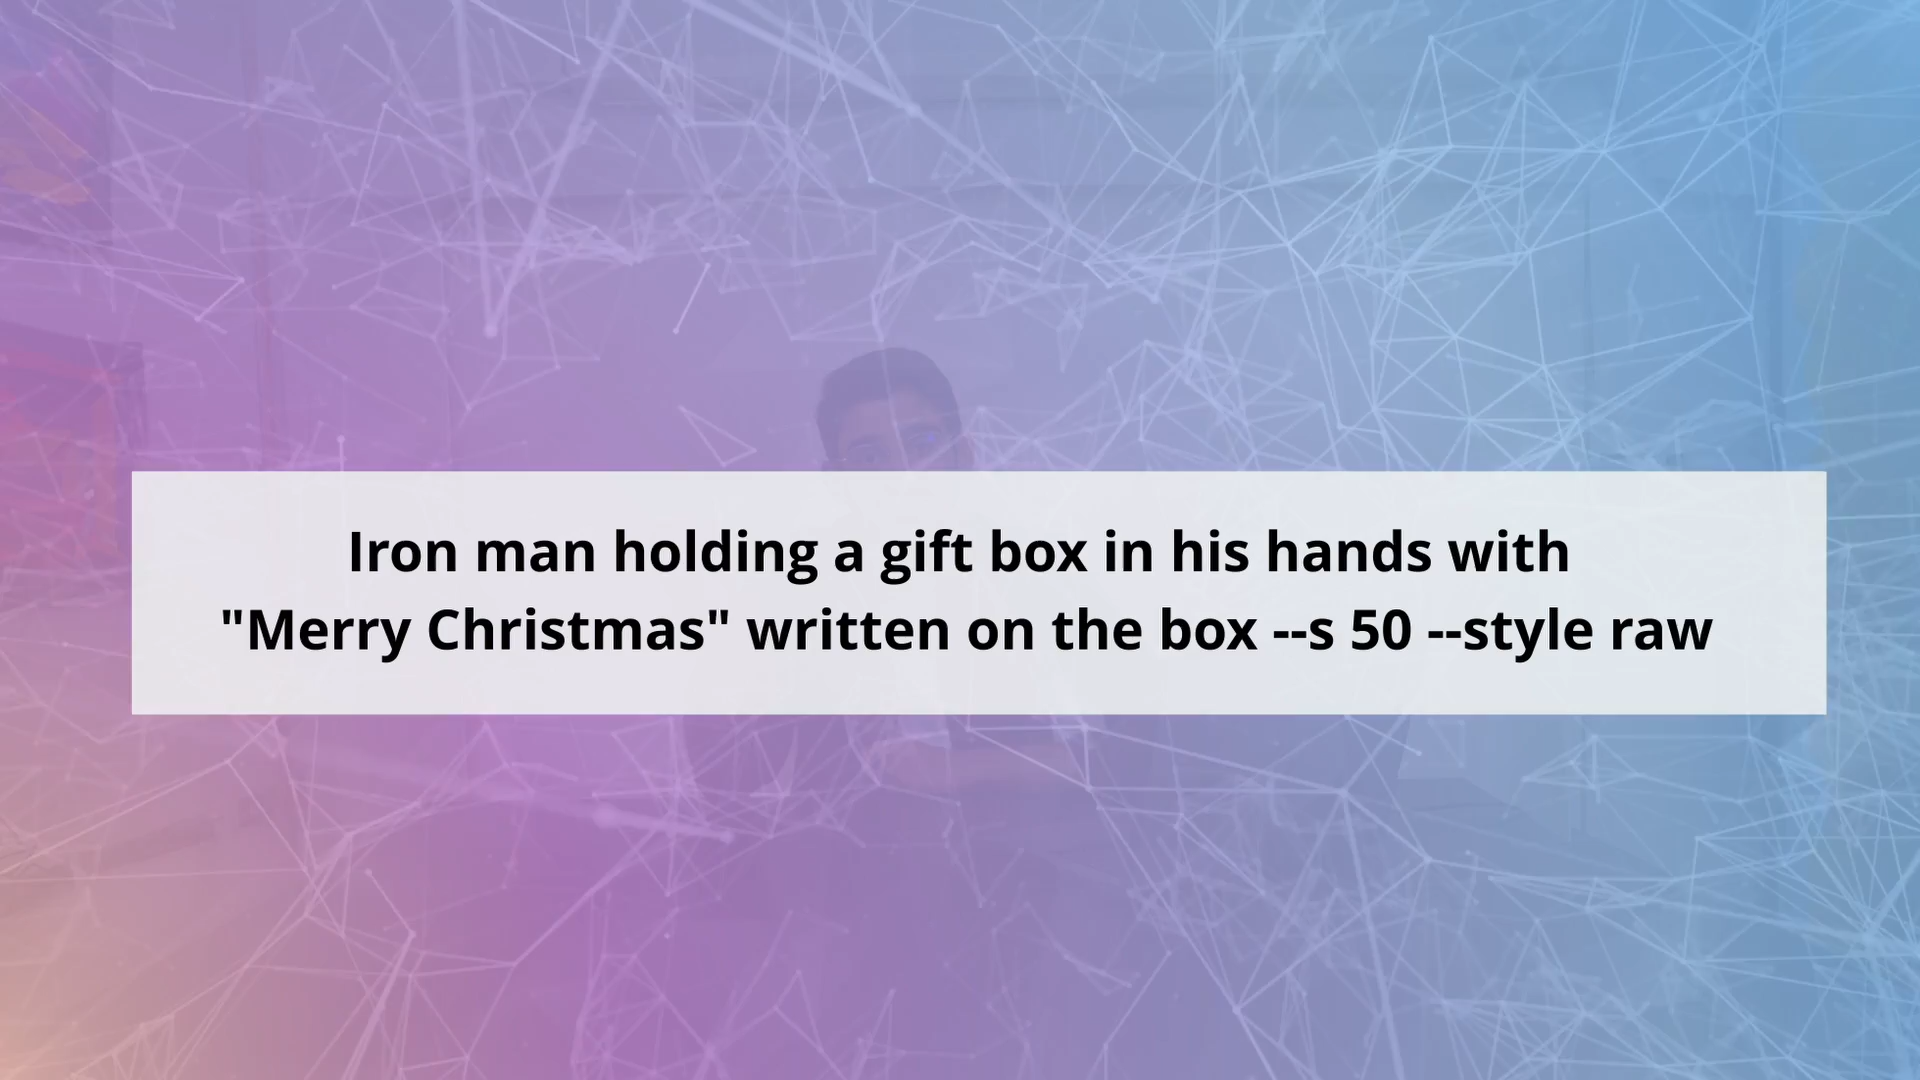 Iron man holding a gift box in his hands with
"Merry Christmas" written on the box --s 50 --style raw